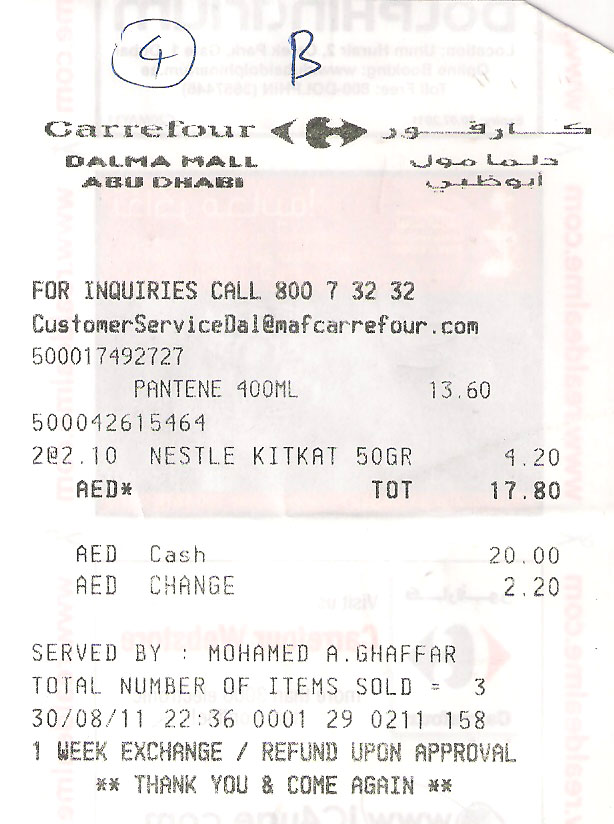 4 B
Carrefour كارفور
DALMA MALL دلما مول
ABU DHABI أبوظبي
FOR INQUIRIES CALL 800 7 32 32
CustomerServiceDal@mafcarrefour.com
500017492727
PANTENE 400ML 13.60
500042615464
2@2.10 NESTLE KITKAT 50GR 4.20
AED* TOT 17.80
AED Cash 20.00
AED CHANGE 2.20
SERVED BY : MOHAMED A.GHAFFAR
TOTAL NUMBER OF ITEMS SOLD = 3
30/08/11 22:36 0001 29 0211 158
1 WEEK EXCHANGE / REFUND UPON APPROVAL
** THANK YOU & COME AGAIN **